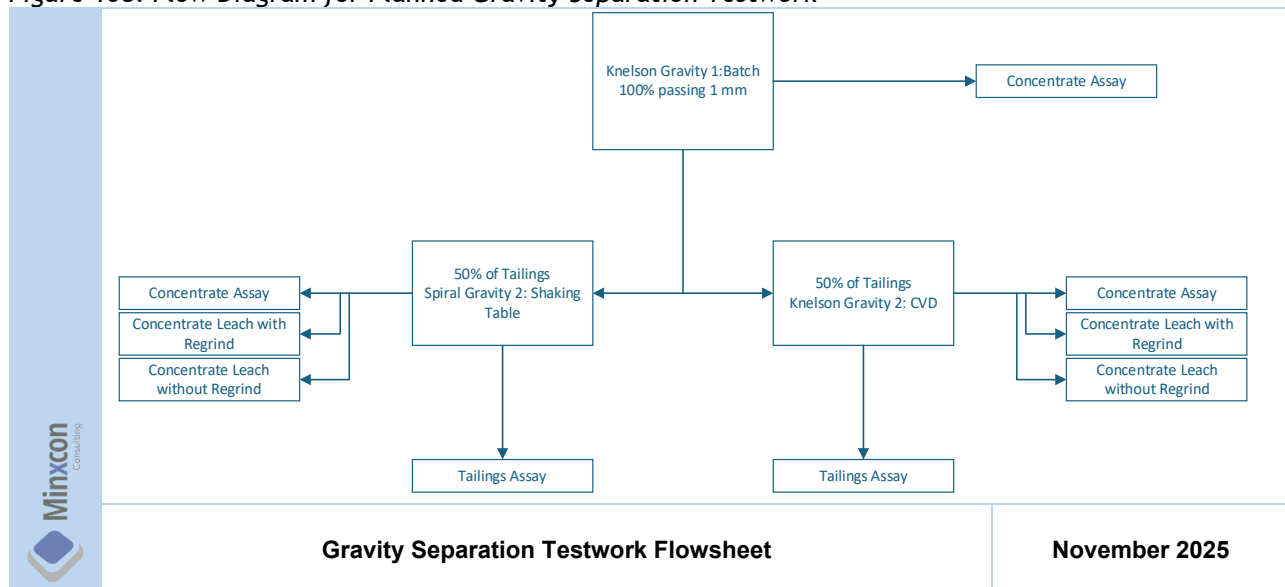 Knelson Gravity 1:Batch
100% passing 1 mm
Concentrate Assay
50% of Tailings
Spiral Gravity 2: Shaking
Table
50% of Tailings
Knelson Gravity 2: CVD
Concentrate Assay
Concentrate Leach with
Regrind
Concentrate Leach
without Regrind
Concentrate Assay
Concentrate Leach with
Regrind
Concentrate Leach
without Regrind
Tailings Assay
Tailings Assay
Minxcon
Consulting
Gravity Separation Testwork Flowsheet
November 2025